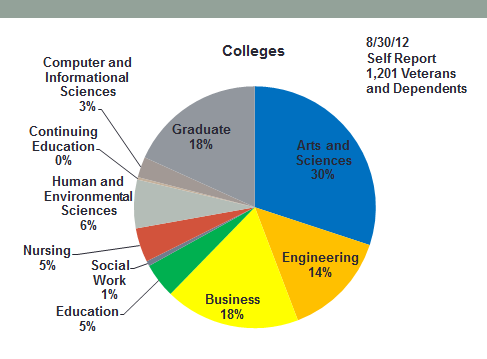 Colleges
8/30/12
Self Report
1,201 Veterans
and Dependents
Computer and
Informational
Sciences
3%
Graduate
18%
Arts and
Sciences
30%
Continuing
Education
0%
Human and
Environmental
Sciences
6%
Nursing
5%
Social
Work
1%
Engineering
14%
Business
18%
Education
5%